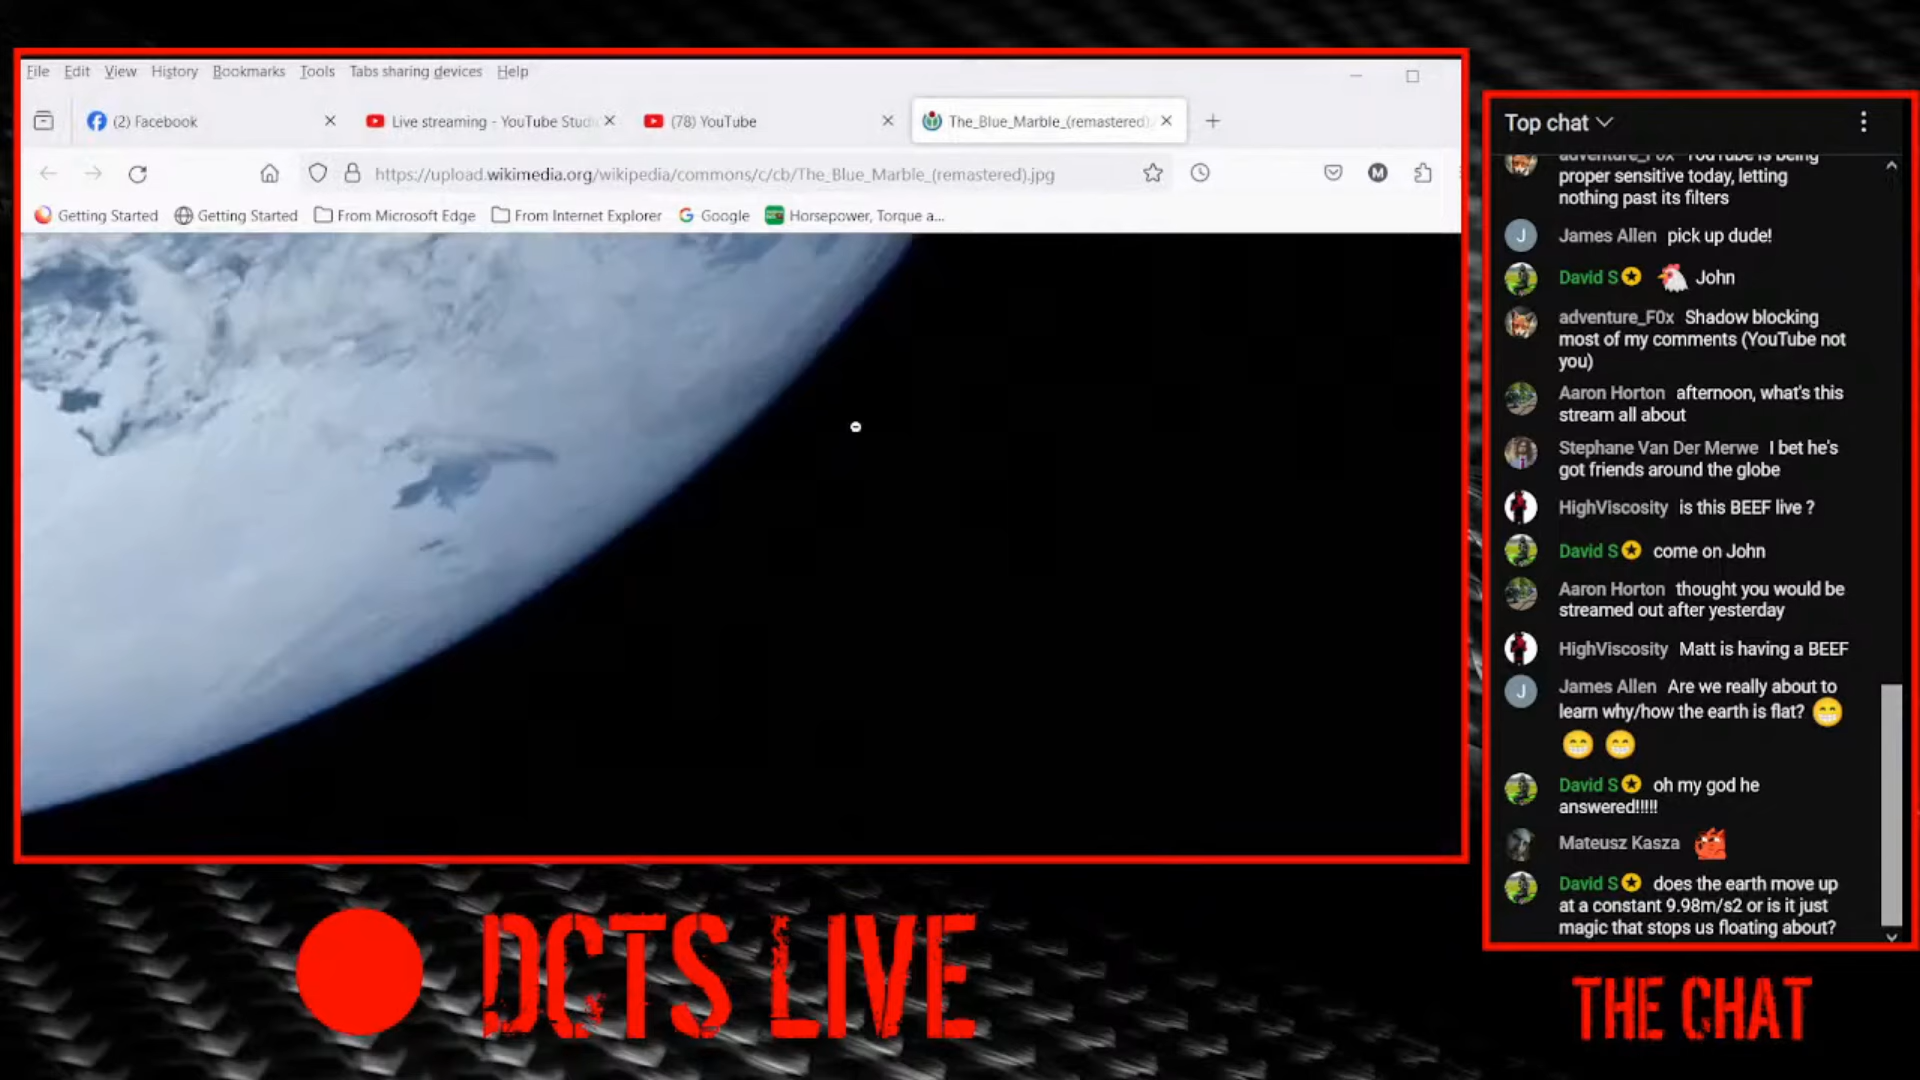 File Edit View History Bookmarks Tools Tabs sharing devices Help
(2) Facebook
Live streaming - YouTube Studi
(78) YouTube
The_Blue_Marble_(remastered)
https://upload.wikimedia.org/wikipedia/commons/c/cb/The_Blue_Marble_(remastered).jpg
M
Getting Started Getting Started From Microsoft Edge From Internet Explorer Google Horsepower, Torque a...
Top chat
adventure_F0x YouTube is being
proper sensitive today, letting
nothing past its filters
J James Allen pick up dude!
David S John
adventure_F0x Shadow blocking
most of my comments (YouTube not
you)
Aaron Horton afternoon, what's this
stream all about
Stephane Van Der Merwe I bet he's
got friends around the globe
HighViscosity is this BEEF live ?
David S come on John
Aaron Horton thought you would be
streamed out after yesterday
HighViscosity Matt is having a BEEF
J James Allen Are we really about to
learn why/how the earth is flat?
David S oh my god he
answered!!!!!
Mateusz Kasza
David S does the earth move up
at a constant 9.98m/s2 or is it just
magic that stops us floating about?
DCTS LIVE
THE CHAT